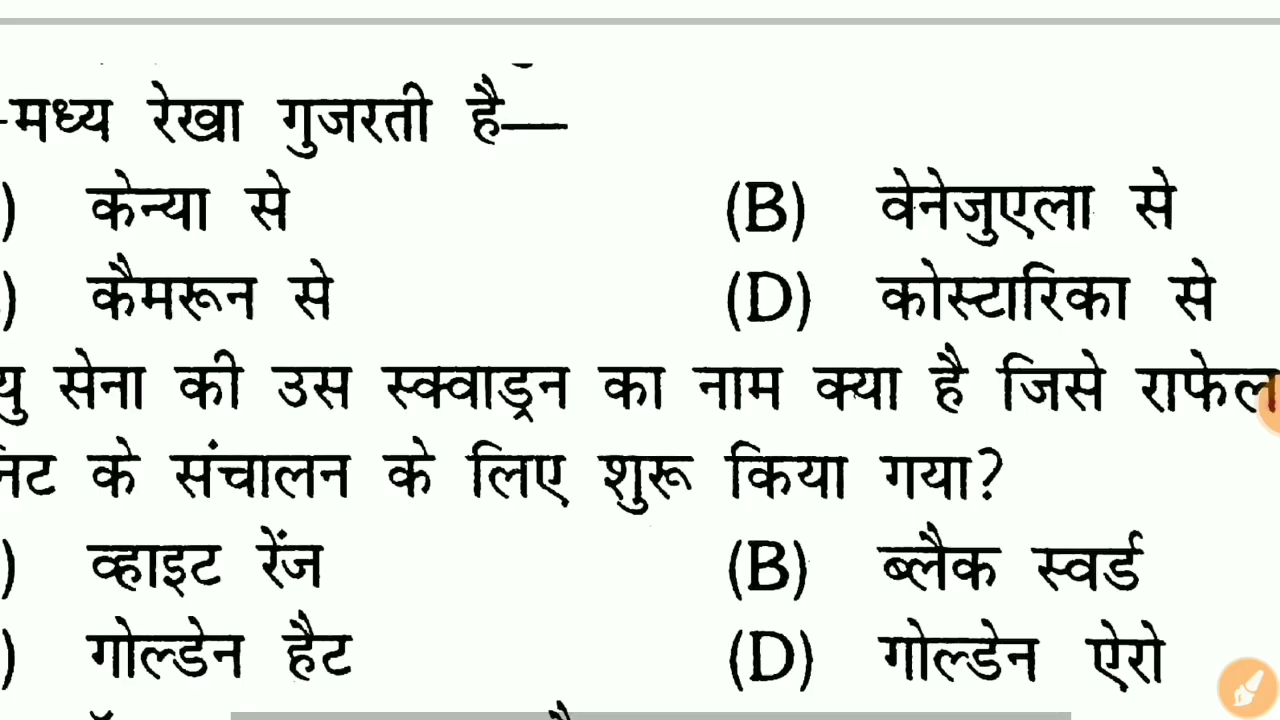 -मध्य रेखा गुजरती है—
) केन्या से (B) वेनेजुएला से
) कैमरून से (D) कोस्टारिका से
यु सेना की उस स्क्वाड्रन का नाम क्या है जिसे राफेल
निट के संचालन के लिए शुरू किया गया?
) व्हाइट रेंज (B) ब्लैक स्वर्ड
) गोल्डेन हैट (D) गोल्डेन ऐरो